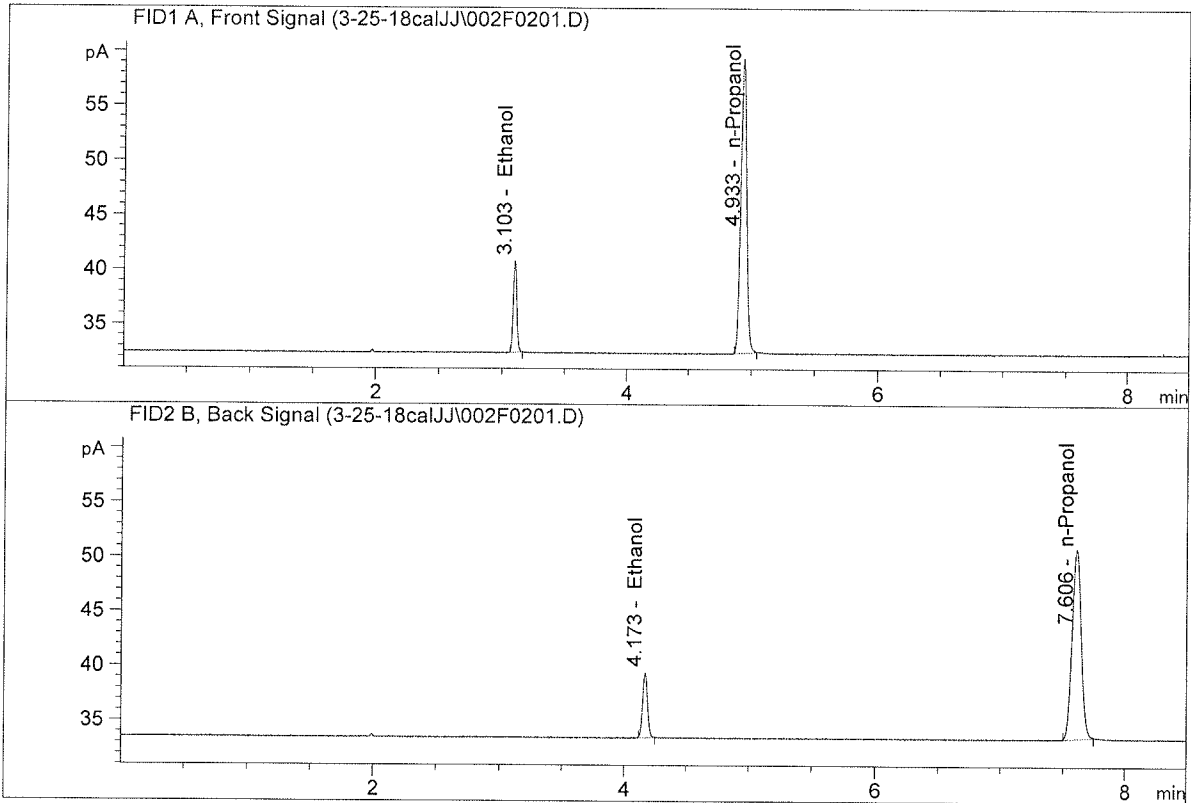 FID1 A, Front Signal (3-25-18calJJ\002F0201.D)
pA
55
50
45
40
35
3.103 - Ethanol
4.933 - n-Propanol
2
4
6
8
min
FID2 B, Back Signal (3-25-18calJJ\002F0201.D)
pA
55
50
45
40
35
4.173 - Ethanol
7.606 - n-Propanol
2
4
6
8
min